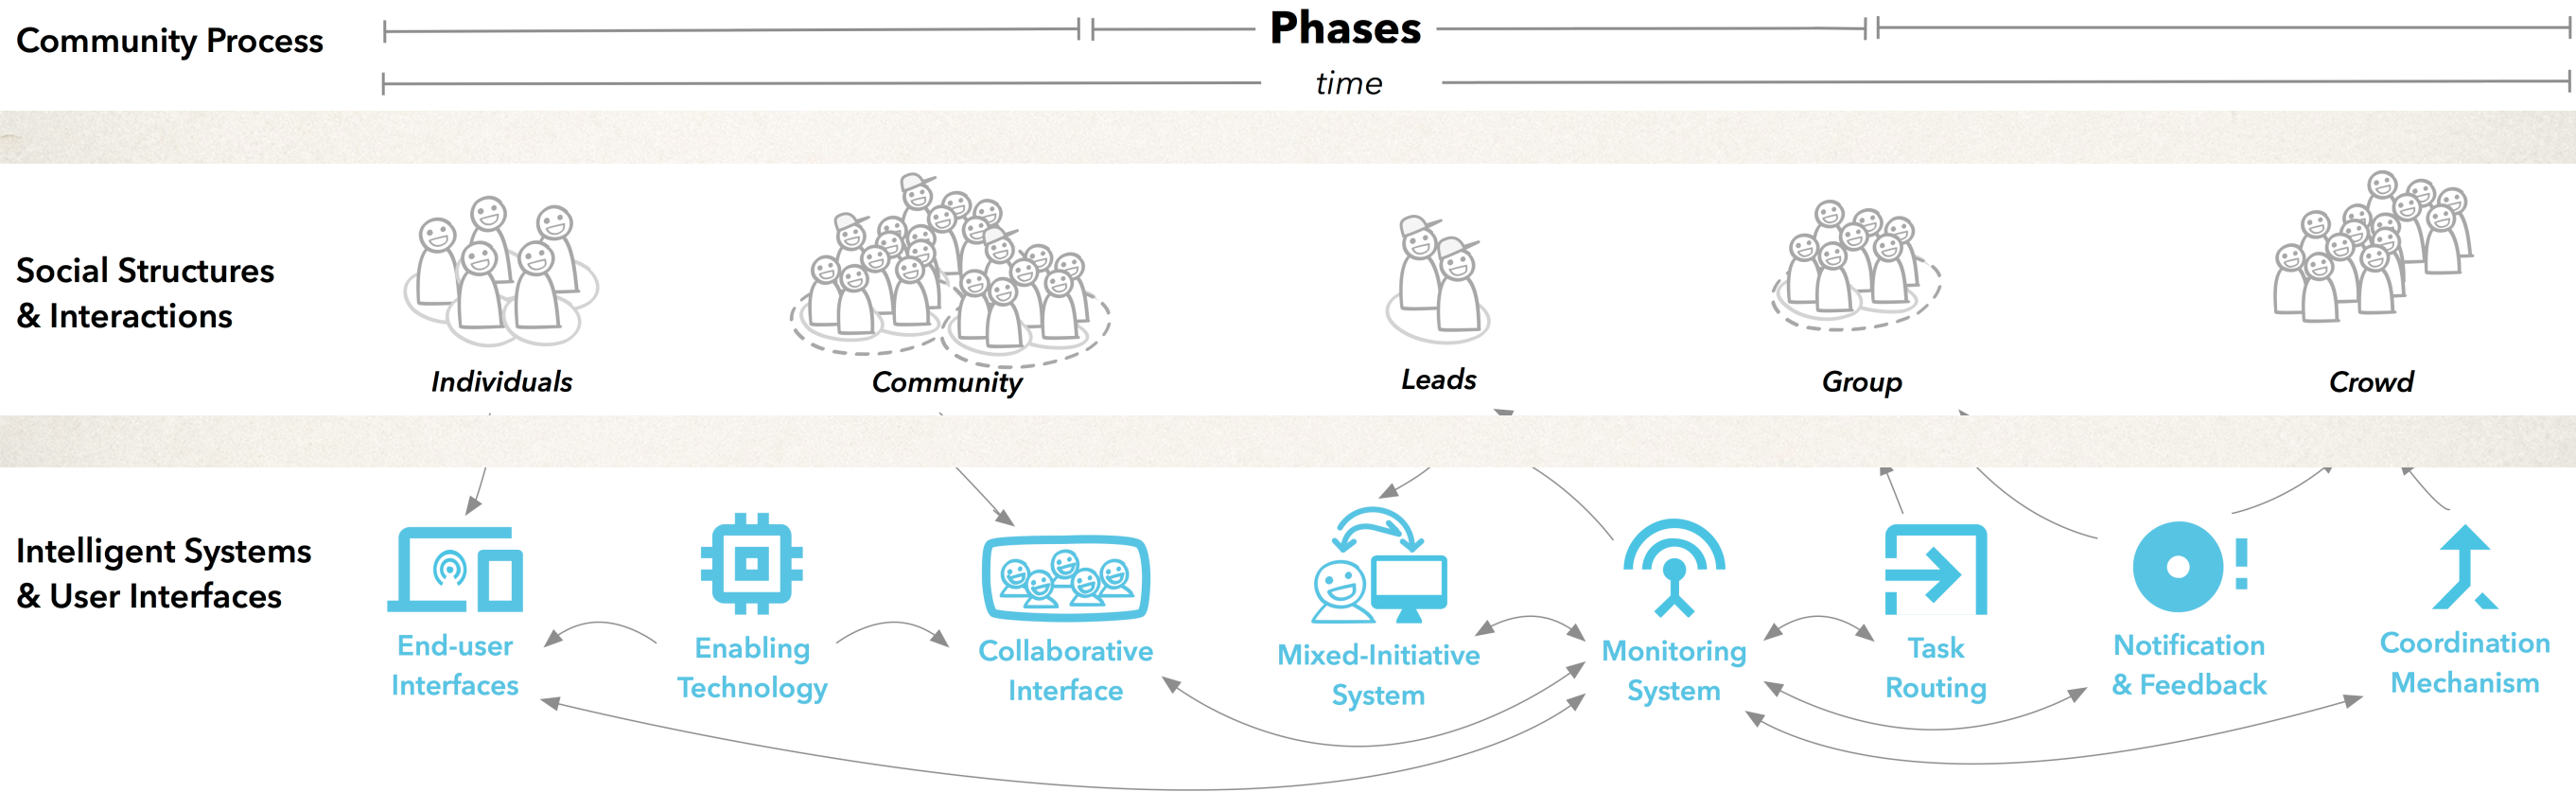 Community Process
Phases
time
Social Structures
& Interactions
Individuals
Community
Leads
Group
Crowd
Intelligent Systems
& User Interfaces
End-user
Interfaces
Enabling
Technology
Collaborative
Interface
Mixed-Initiative
System
Monitoring
System
Task
Routing
Notification
& Feedback
Coordination
Mechanism